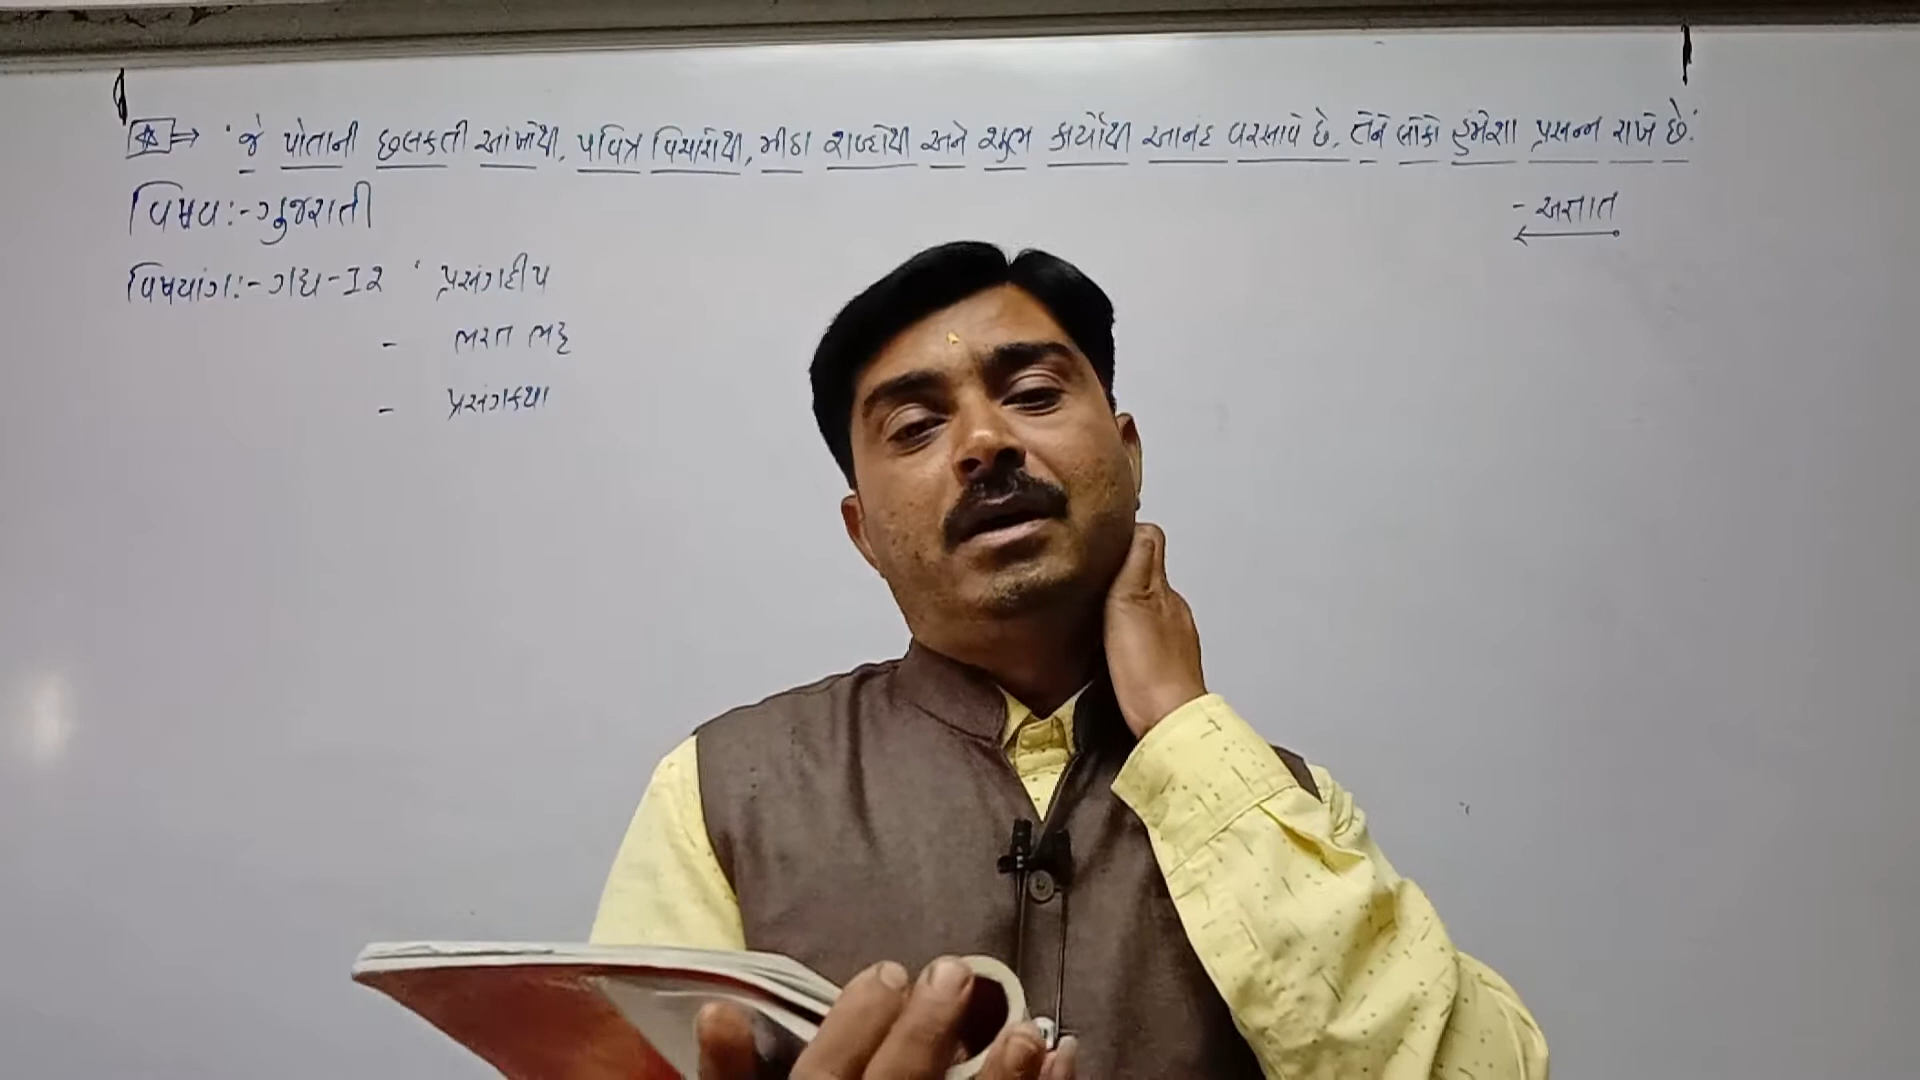 'જે પોતાની છલકતી આંખોથી, પવિત્ર વિચારોથી, મીઠા શબ્દોથી અને શુભ કાર્યોથી આનંદ વરસાવે છે, તેને લોકો હંમેશા પ્રસન્ન રાખે છે.'
- અજ્ઞાત
વિષય:- ગુજરાતી
વિષયાંગ:- ગદ્ય-૧૨ ' પ્રસંગદીપ
- ભરત ભટ્ટ
- પ્રસંગકથા